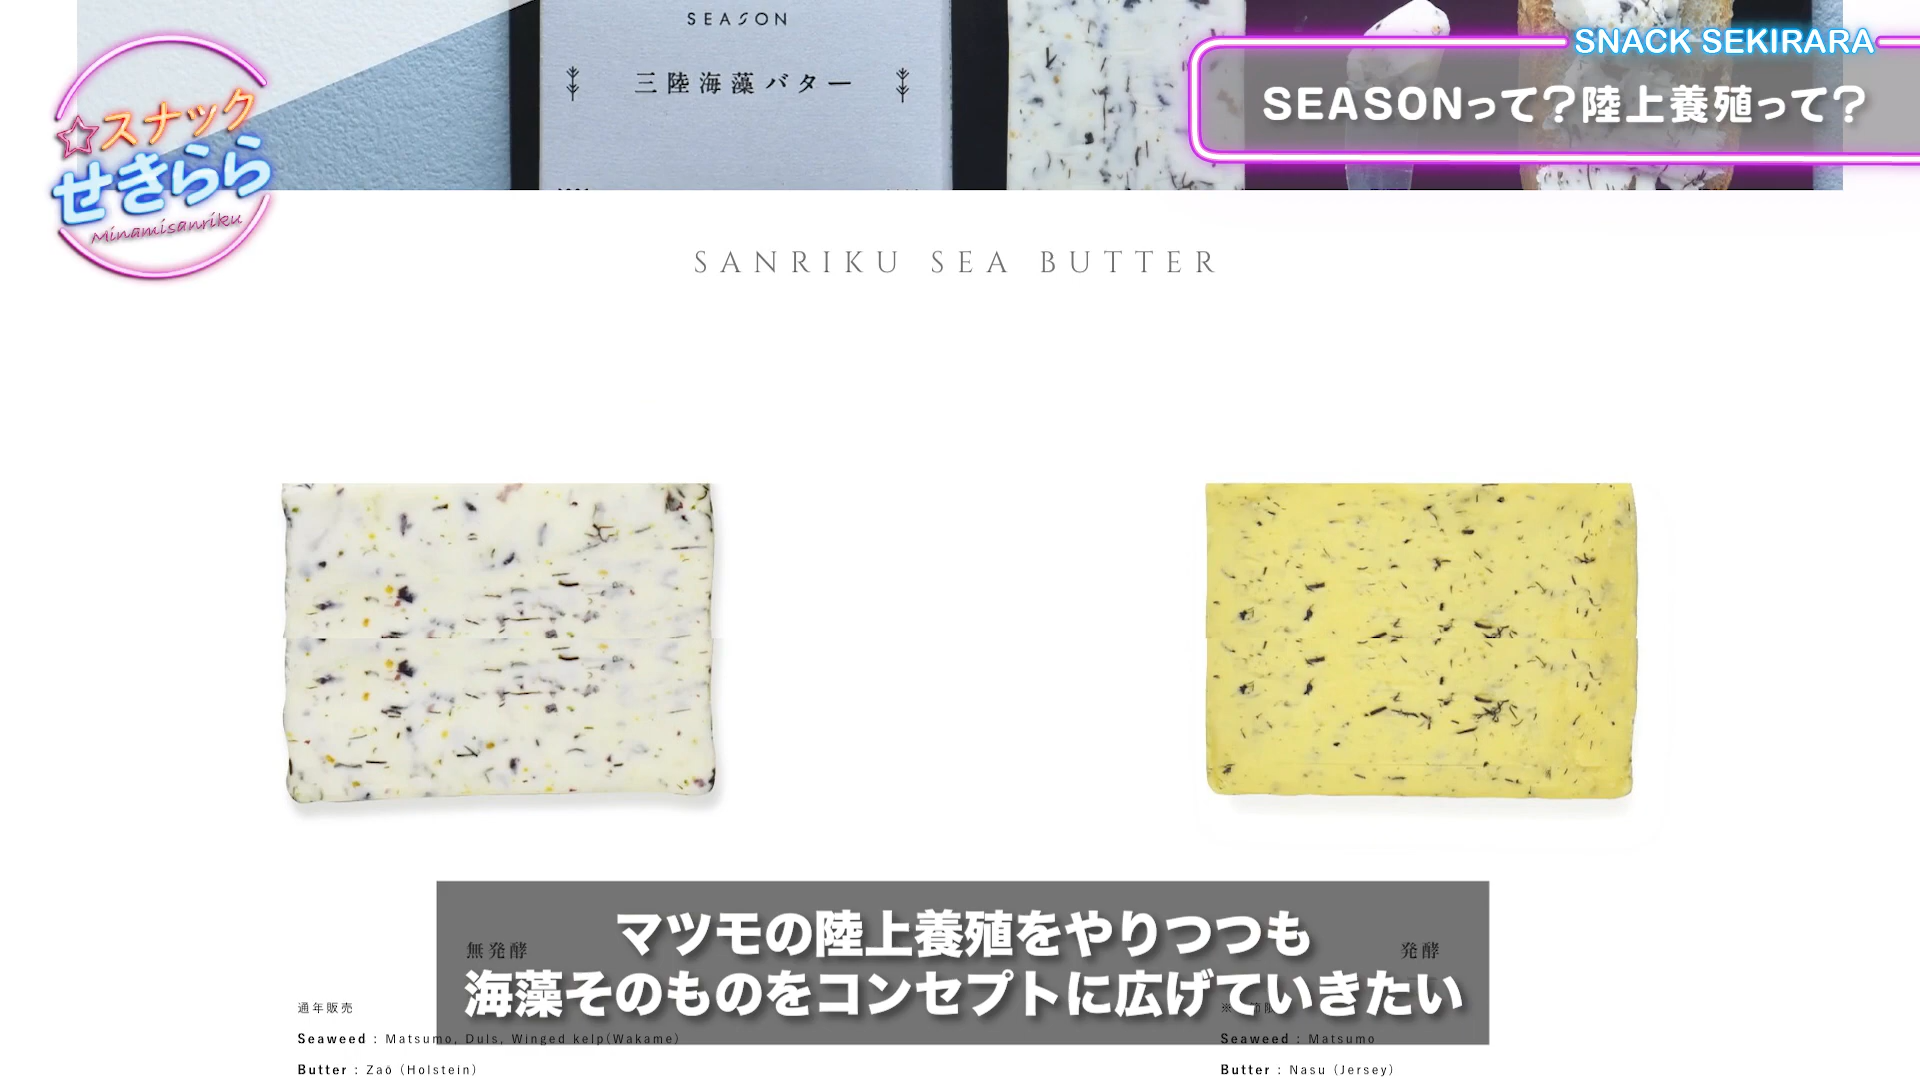 SEASON
三陸海藻バター
SNACK SEKIRARA
SEASONって?陸上養殖って?
☆スナック
せきらら
Minamisanriku
SANRIKU SEA BUTTER
マツモの陸上養殖をやりつつも
海藻そのものをコンセプトに広げていきたい
無発酵
発酵
通年販売
Seaweed : Matsumo, Duls, Winged kelp(Wakame)
Seaweed : Matsumo
Butter : Zao (Holstein)
Butter : Nasu (Jersey)